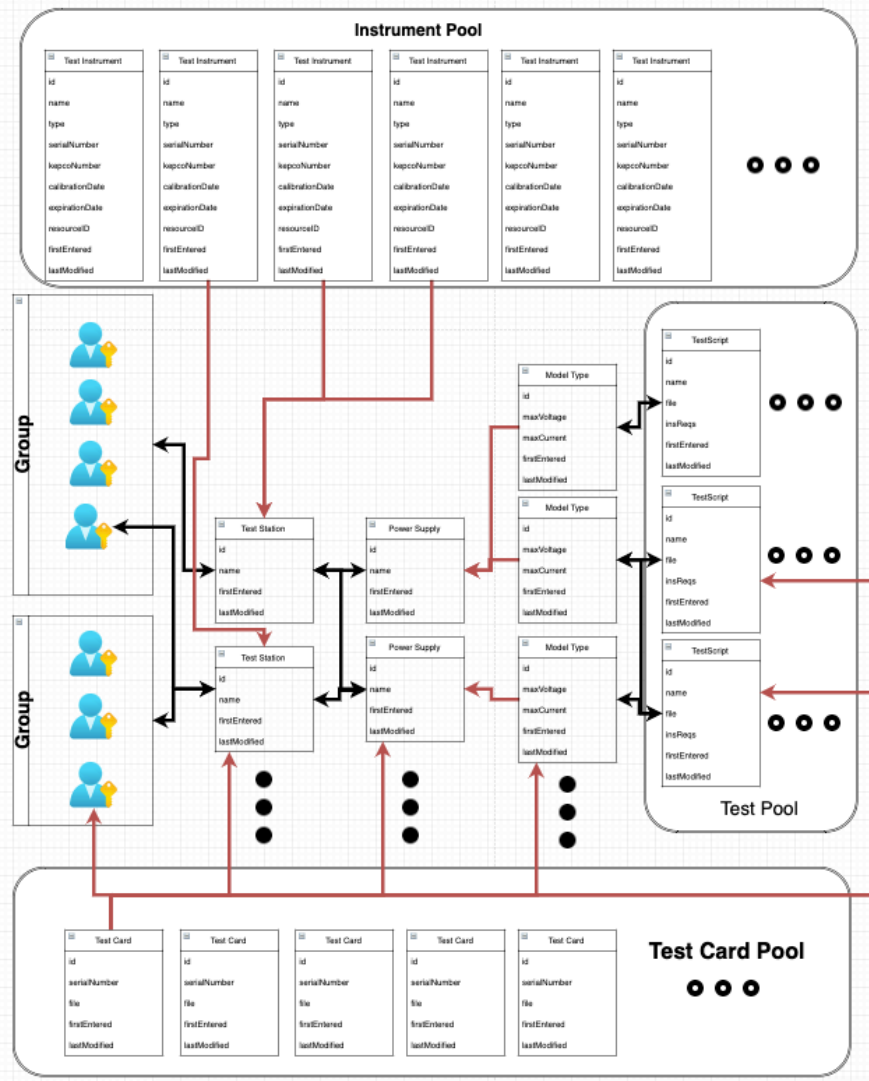 Instrument Pool
Test Instrument
id
name
type
serialNumber
kepcoNumber
calibrationDate
expirationDate
resourceID
firstEntered
lastModified
Test Instrument
id
name
type
serialNumber
kepcoNumber
calibrationDate
expirationDate
resourceID
firstEntered
lastModified
Test Instrument
id
name
type
serialNumber
kepcoNumber
calibrationDate
expirationDate
resourceID
firstEntered
lastModified
Test Instrument
id
name
type
serialNumber
kepcoNumber
calibrationDate
expirationDate
resourceID
firstEntered
lastModified
Test Instrument
id
name
type
serialNumber
kepcoNumber
calibrationDate
expirationDate
resourceID
firstEntered
lastModified
Test Instrument
id
name
type
serialNumber
kepcoNumber
calibrationDate
expirationDate
resourceID
firstEntered
lastModified
Group
Group
Test Station
id
name
firstEntered
lastModified
Test Station
id
name
firstEntered
lastModified
Power Supply
id
name
firstEntered
lastModified
Power Supply
id
name
firstEntered
lastModified
Model Type
id
maxVoltage
maxCurrent
firstEntered
lastModified
Model Type
id
maxVoltage
maxCurrent
firstEntered
lastModified
Model Type
id
maxVoltage
maxCurrent
firstEntered
lastModified
TestScript
id
name
file
insReqs
firstEntered
lastModified
TestScript
id
name
file
insReqs
firstEntered
lastModified
TestScript
id
name
file
insReqs
firstEntered
lastModified
Test Pool
Test Card
id
serialNumber
file
firstEntered
lastModified
Test Card
id
serialNumber
file
firstEntered
lastModified
Test Card
id
serialNumber
file
firstEntered
lastModified
Test Card
id
serialNumber
file
firstEntered
lastModified
Test Card
id
serialNumber
file
firstEntered
lastModified
Test Card Pool